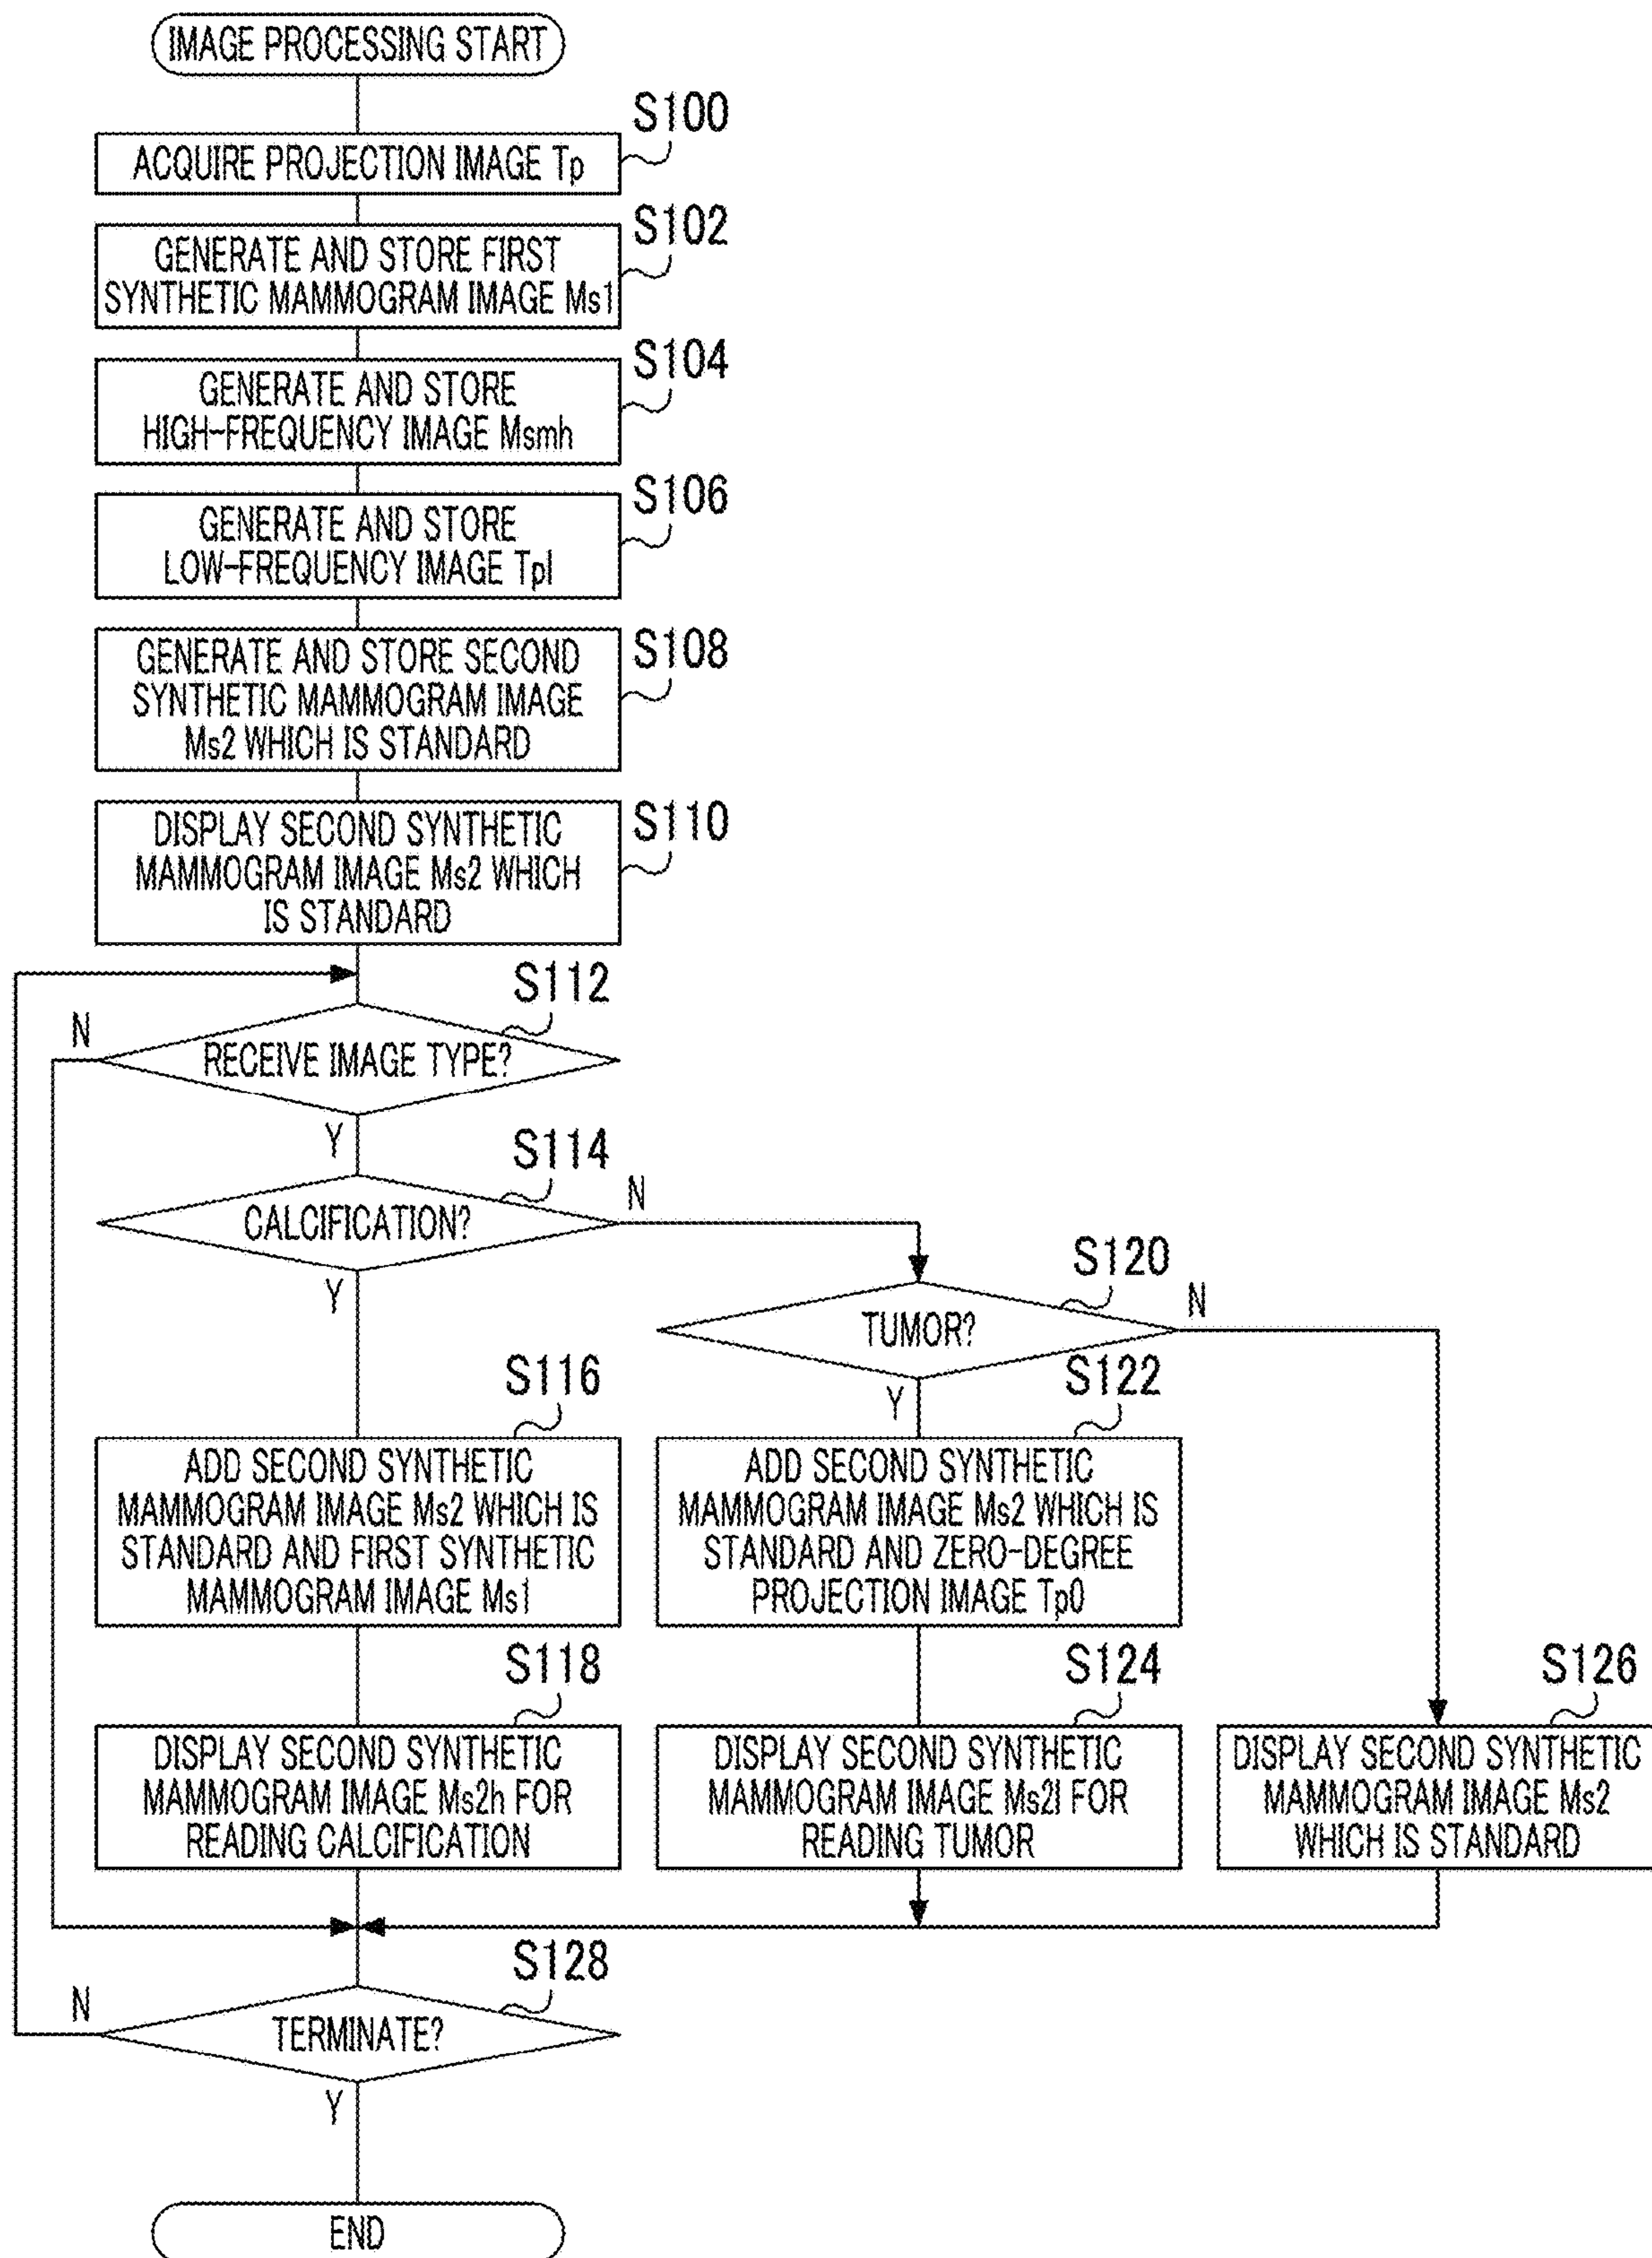 IMAGE PROCESSING START
S100
ACQUIRE PROJECTION IMAGE Tp
S102
GENERATE AND STORE FIRST
SYNTHETIC MAMMOGRAM IMAGE Ms1
S104
GENERATE AND STORE
HIGH-FREQUENCY IMAGE Msmh
S106
GENERATE AND STORE
LOW-FREQUENCY IMAGE Tpl
S108
GENERATE AND STORE SECOND
SYNTHETIC MAMMOGRAM IMAGE
Ms2 WHICH IS STANDARD
S110
DISPLAY SECOND SYNTHETIC
MAMMOGRAM IMAGE Ms2 WHICH
IS STANDARD
S112
N
RECEIVE IMAGE TYPE?
Y
S114
N
CALCIFICATION?
Y
S120
N
TUMOR?
Y
S116
ADD SECOND SYNTHETIC
MAMMOGRAM IMAGE Ms2 WHICH IS
STANDARD AND FIRST SYNTHETIC
MAMMOGRAM IMAGE Ms1
S122
ADD SECOND SYNTHETIC
MAMMOGRAM IMAGE Ms2 WHICH IS
STANDARD AND ZERO-DEGREE
PROJECTION IMAGE Tp0
S118
DISPLAY SECOND SYNTHETIC
MAMMOGRAM IMAGE Ms2h FOR
READING CALCIFICATION
S124
DISPLAY SECOND SYNTHETIC
MAMMOGRAM IMAGE Ms2l FOR
READING TUMOR
S126
DISPLAY SECOND SYNTHETIC
MAMMOGRAM IMAGE Ms2
WHICH IS STANDARD
S128
N
TERMINATE?
Y
END